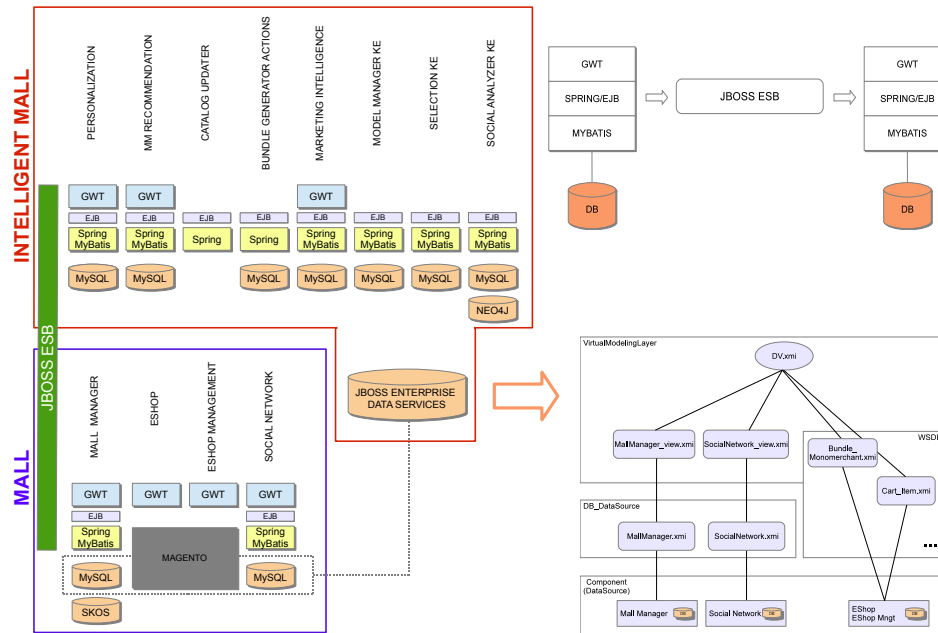 INTELLIGENT MALL
PERSONALIZATION
MM RECOMMENDATION
CATALOG UPDATER
BUNDLE GENERATOR ACTIONS
MARKETING INTELLIGENCE
MODEL MANAGER KE
SELECTION KE
SOCIAL ANALYZER KE
GWT
GWT
GWT
EJB
EJB
EJB
EJB
EJB
EJB
EJB
EJB
Spring
MyBatis
Spring
MyBatis
Spring
Spring
Spring
MyBatis
Spring
MyBatis
Spring
MyBatis
Spring
MyBatis
MySQL
MySQL
MySQL
MySQL
MySQL
MySQL
MySQL
NEO4J
JBOSS ESB
MALL
MALL MANAGER
ESHOP
ESHOP MANAGEMENT
SOCIAL NETWORK
GWT
GWT
GWT
GWT
EJB
EJB
Spring
MyBatis
MAGENTO
Spring
MyBatis
MySQL
MySQL
SKOS
JBOSS ENTERPRISE
DATA SERVICES
GWT
SPRING/EJB
MYBATIS
DB
JBOSS ESB
GWT
SPRING/EJB
MYBATIS
DB
VirtualModelingLayer
DV.xmi
MallManager_view.xmi
SocialNetwork_view.xmi
WSDL
Bundle_
Monomerchant.xmi
Cart_Item.xmi
....
DB_DataSource
MallManager.xmi
SocialNetwork.xmi
Component
(DataSource)
Mall Manager
DB
Social Network
DB
EShop
EShop Mngt
DB